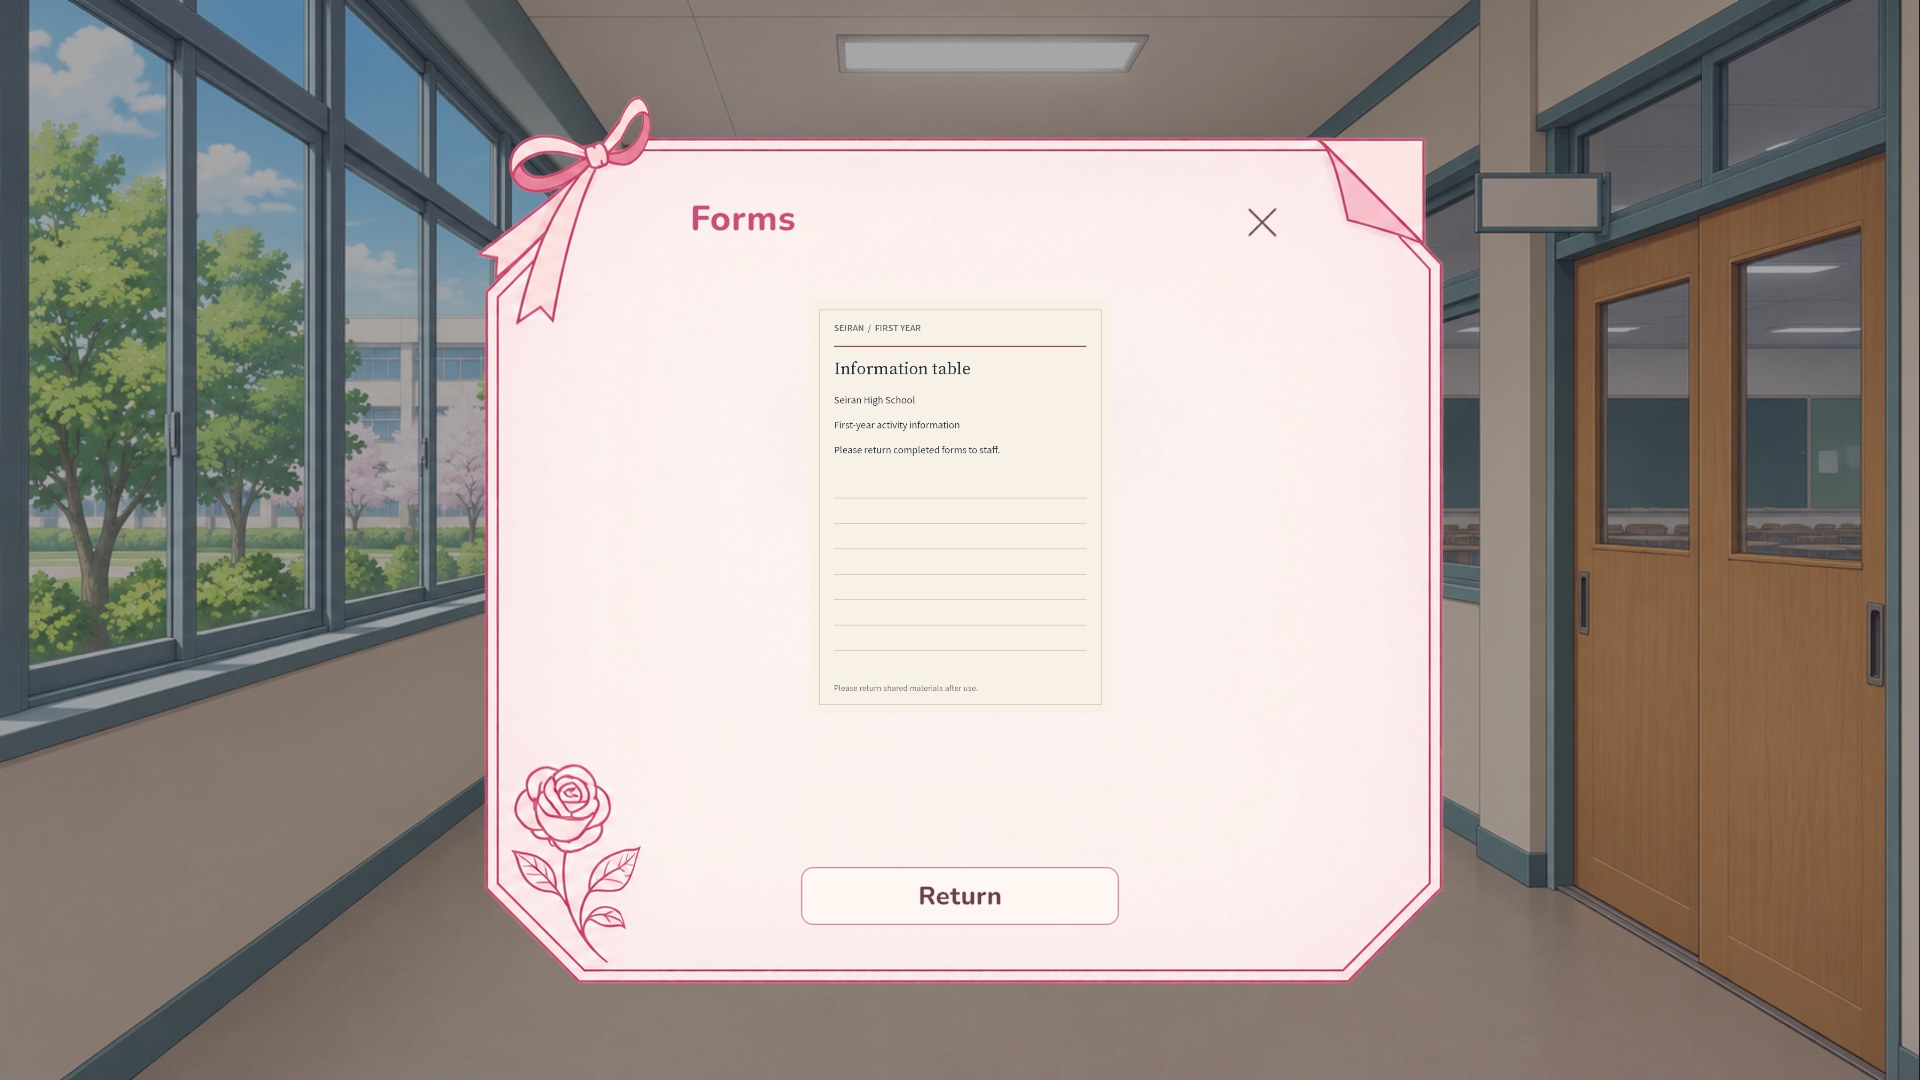 Forms
SEIRAN / FIRST YEAR
Information table
Seiran High School
First-year activity information
Please return completed forms to staff.
Please return shared materials after use.
Return